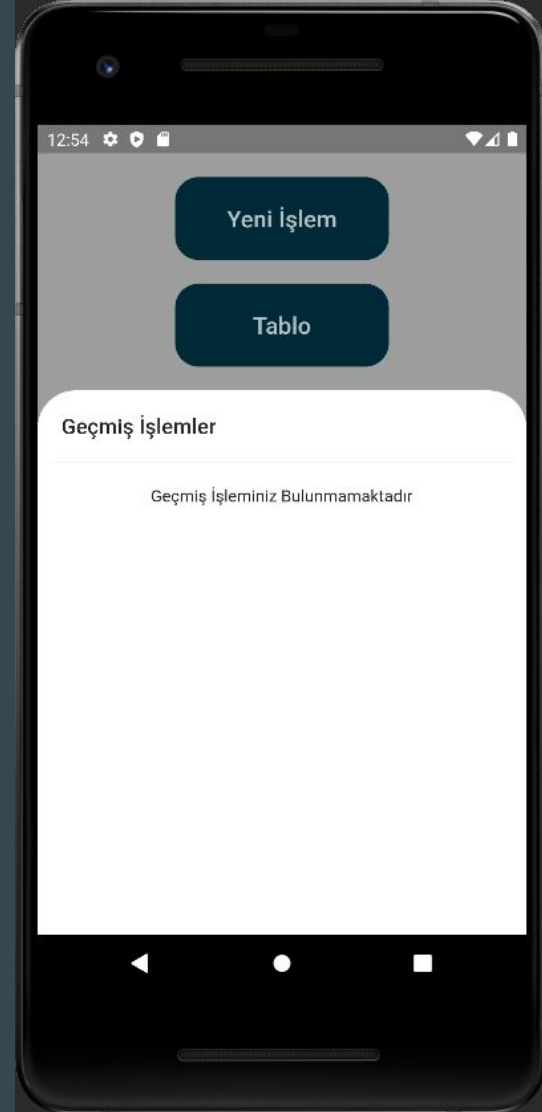 12:54
Yeni İşlem
Tablo
Geçmiş İşlemler
Geçmiş İşleminiz Bulunmamaktadır